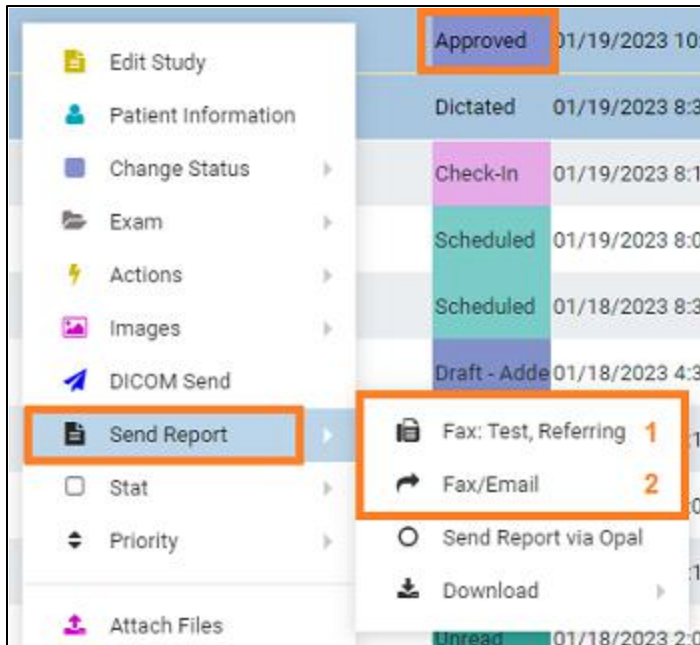 Approved 01/19/2023 10:
Edit Study
Patient Information
Dictated 01/19/2023 8:3
Change Status
Check-In 01/19/2023 8:1
Exam
Scheduled 01/19/2023 8:0
Actions
Images
Scheduled 01/18/2023 8:3
DICOM Send
Draft - Adde 01/18/2023 4:3
Send Report
Fax: Test, Referring 1
Stat
Fax/Email 2
Priority
Send Report via Opal
Download
Attach Files
Unread 01/18/2023 2:0